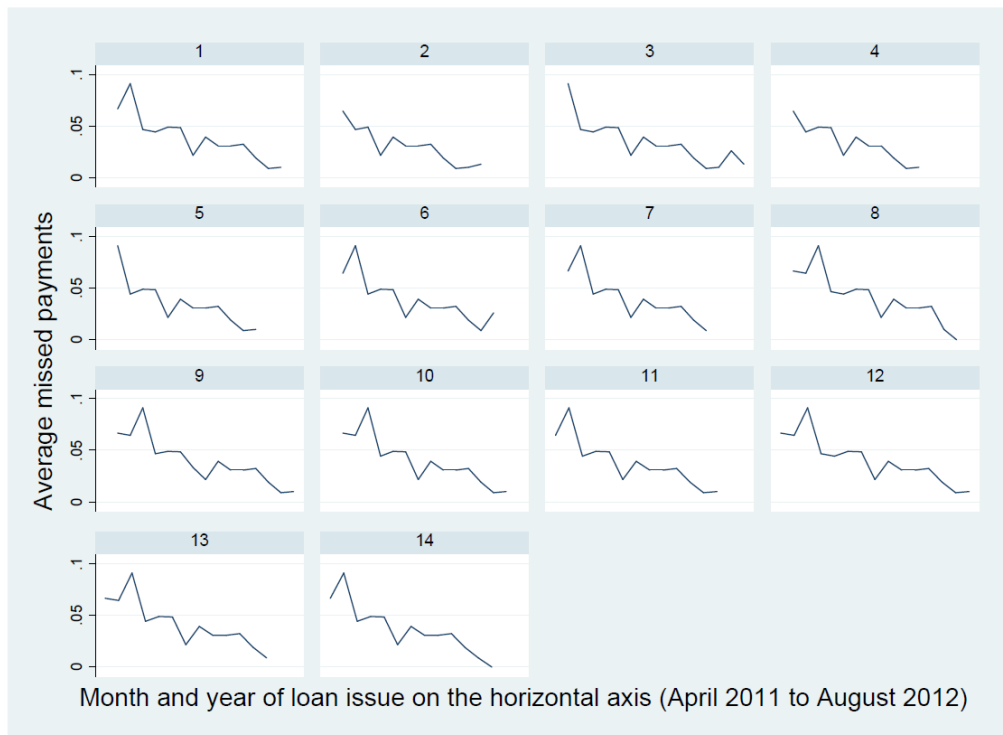 1 2 3 4
.1
.05
0
5 6 7 8
.1
.05
0
9 10 11 12
.1
.05
0
13 14
.1
.05
0
Average missed payments
Month and year of loan issue on the horizontal axis (April 2011 to August 2012)